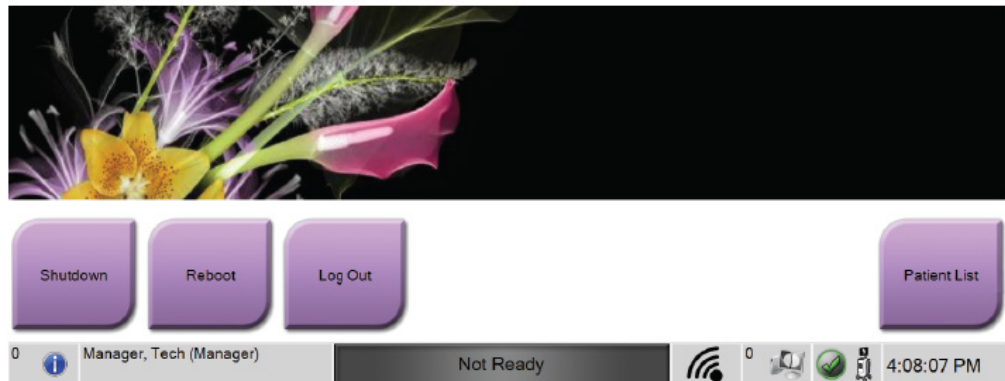 Shutdown
Reboot
Log Out
Patient List
0
Manager, Tech (Manager)
Not Ready
0
4:08:07 PM